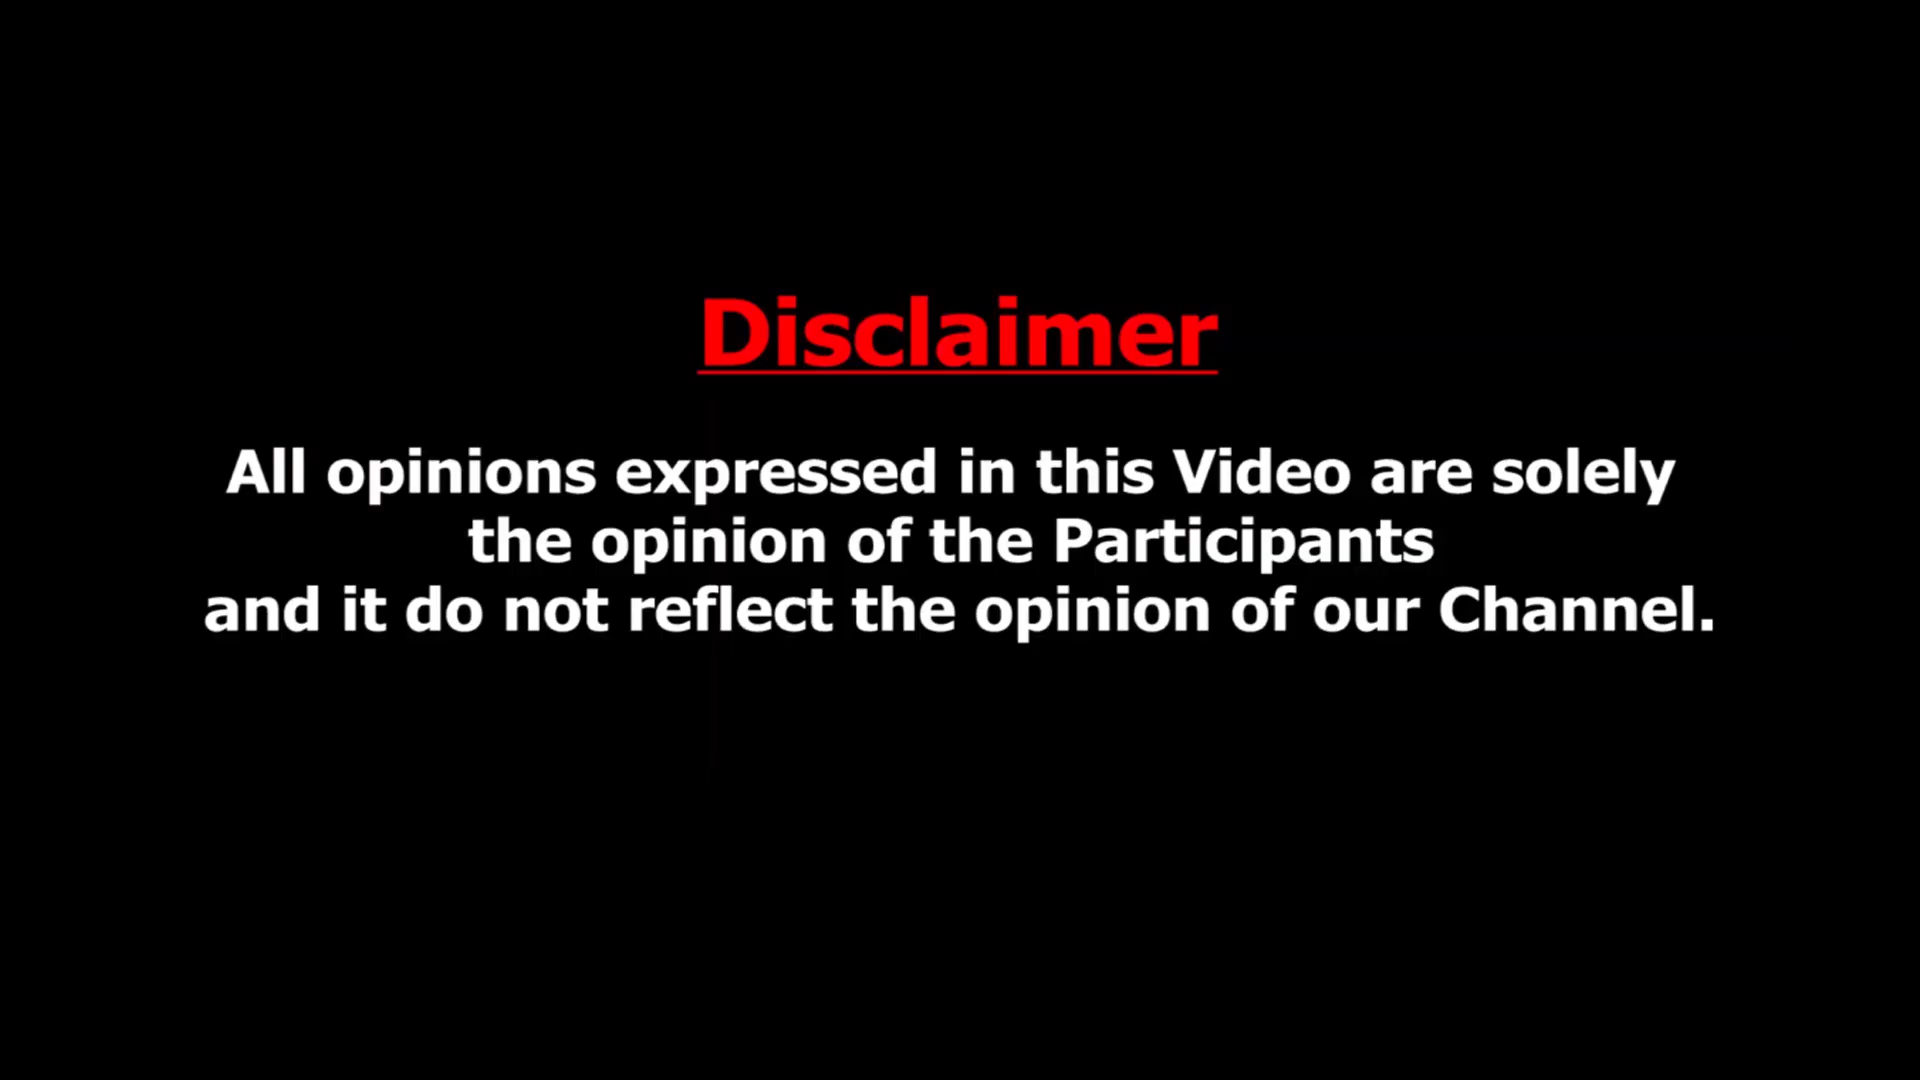 Disclaimer
All opinions expressed in this Video are solely
the opinion of the Participants
and it do not reflect the opinion of our Channel.